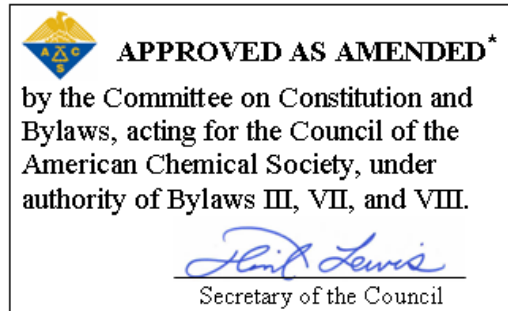 A C S
APPROVED AS AMENDED*
by the Committee on Constitution and
Bylaws, acting for the Council of the
American Chemical Society, under
authority of Bylaws III, VII, and VIII.
Lewis
Secretary of the Council